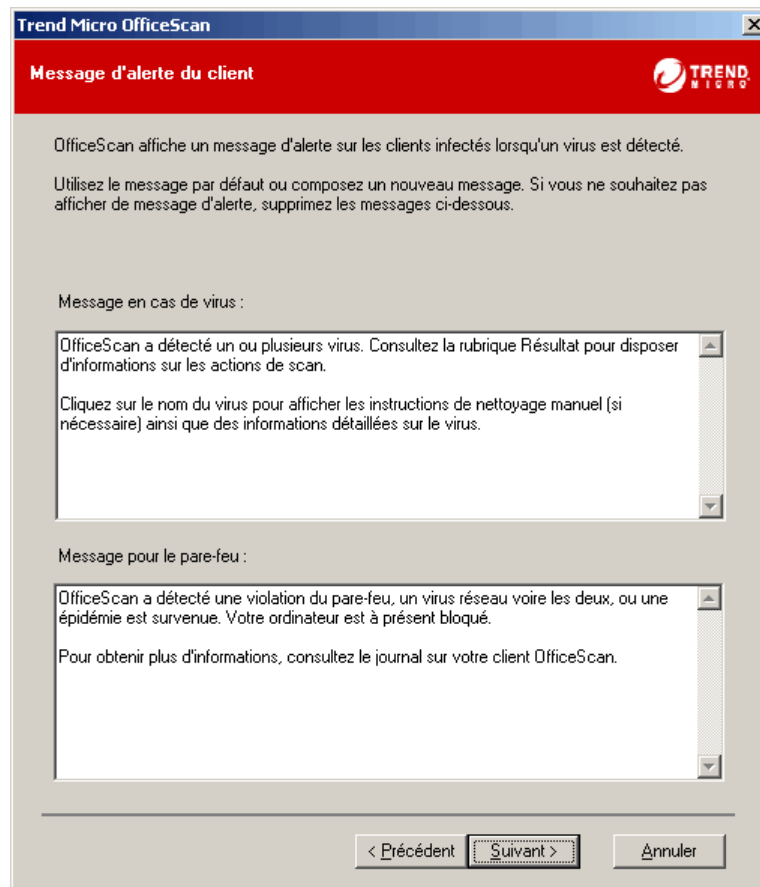 Trend Micro OfficeScan
Message d'alerte du client
TREND
MICRO
OfficeScan affiche un message d'alerte sur les clients infectés lorsqu'un virus est détecté.
Utilisez le message par défaut ou composez un nouveau message. Si vous ne souhaitez pas
afficher de message d'alerte, supprimez les messages ci-dessous.
Message en cas de virus :
OfficeScan a détecté un ou plusieurs virus. Consultez la rubrique Résultat pour disposer
d'informations sur les actions de scan.
Cliquez sur le nom du virus pour afficher les instructions de nettoyage manuel (si
nécessaire) ainsi que des informations détaillées sur le virus.
Message pour le pare-feu :
OfficeScan a détecté une violation du pare-feu, un virus réseau voire les deux, ou une
épidémie est survenue. Votre ordinateur est à présent bloqué.
Pour obtenir plus d'informations, consultez le journal sur votre client OfficeScan.
< Précédent
Suivant >
Annuler